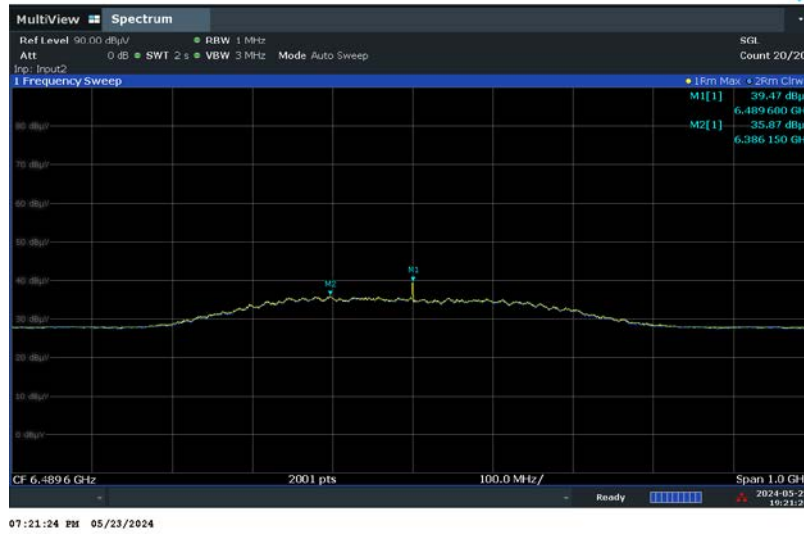 MultiView Spectrum
Ref Level 90.00 dBµV RBW 1 MHz SGL
Att 0 dB SWT 2 s VBW 3 MHz Mode Auto Sweep Count 20/20
Inp: Input2
1 Frequency Sweep 1Rm Max 2Rm Clrw
M1[1] 39.47 dBµ
6.489 600 GH
80 dBµV M2[1] 35.87 dBµ
6.386 150 GH
70 dBµV
60 dBµV
50 dBµV
M1
40 dBµV
M2
30 dBµV
20 dBµV
10 dBµV
0 dBµV
CF 6.4896 GHz 2001 pts 100.0 MHz/ Span 1.0 GH
Ready 2024-05-2
19:21:2
07:21:24 PM 05/23/2024